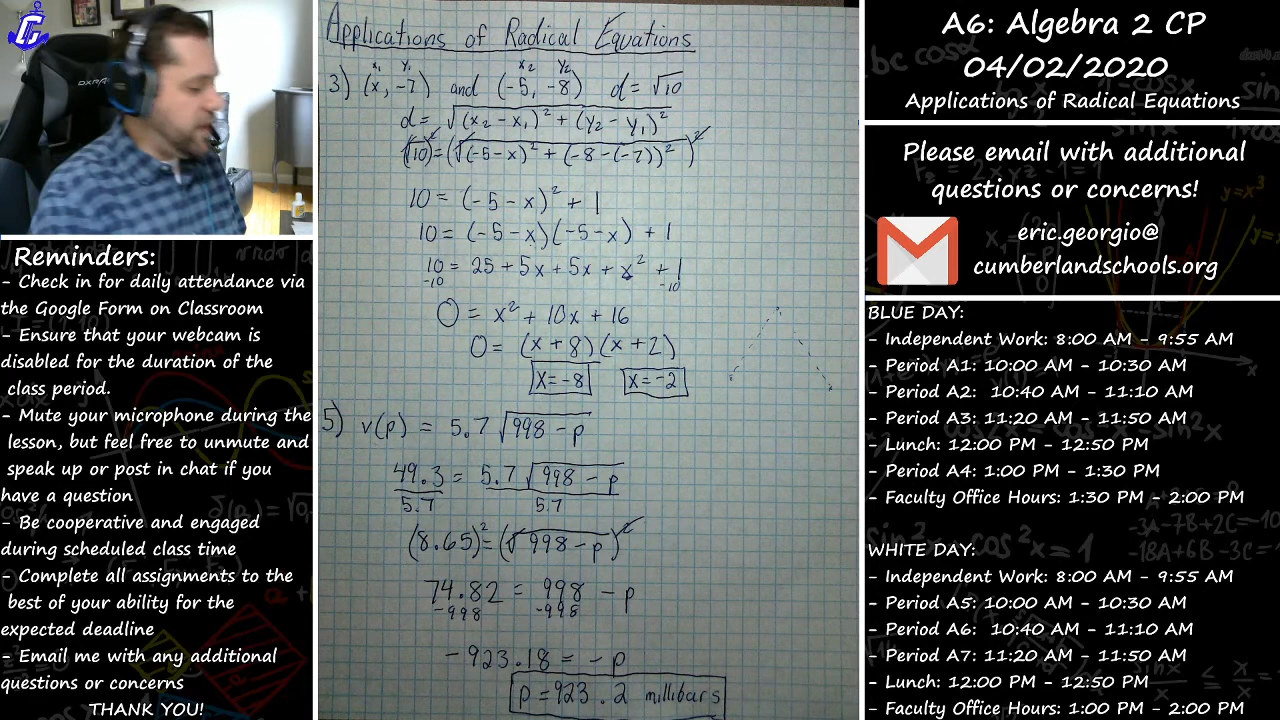 Applications of Radical Equations
x₁ y₁ x₂ y₂
3) (x, -7) and (-5, -8) d = √10
d = √(x₂ - x₁)² + (y₂ - y₁)²
(√10)² = (√(-5 - x)² + (-8 - (-7))²)²
10 = (-5 - x)² + 1
10 = (-5 - x)(-5 - x) + 1
10 = 25 + 5x + 5x + x² + 1
-10 -10
0 = x² + 10x + 16
0 = (x + 8)(x + 2)
x = -8 x = -2
5) v(p) = 5.7 √998 - p
49.3 = 5.7 √998 - p
5.7 5.7
(8.65)² = (√998 - p)²
74.82 = 998 - p
-998 -998
-923.18 = -p
p = 923.2 millibars
A6: Algebra 2 CP
04/02/2020
Applications of Radical Equations
Please email with additional
questions or concerns!
eric.georgio@
cumberlandschools.org
Reminders:
- Check in for daily attendance via
the Google Form on Classroom
- Ensure that your webcam is
disabled for the duration of the
class period.
- Mute your microphone during the
lesson, but feel free to unmute and
speak up or post in chat if you
have a question
- Be cooperative and engaged
during scheduled class time
- Complete all assignments to the
best of your ability for the
expected deadline
- Email me with any additional
questions or concerns
THANK YOU!
BLUE DAY:
- Independent Work: 8:00 AM - 9:55 AM
- Period A1: 10:00 AM - 10:30 AM
- Period A2: 10:40 AM - 11:10 AM
- Period A3: 11:20 AM - 11:50 AM
- Lunch: 12:00 PM - 12:50 PM
- Period A4: 1:00 PM - 1:30 PM
- Faculty Office Hours: 1:30 PM - 2:00 PM
WHITE DAY:
- Independent Work: 8:00 AM - 9:55 AM
- Period A5: 10:00 AM - 10:30 AM
- Period A6: 10:40 AM - 11:10 AM
- Period A7: 11:20 AM - 11:50 AM
- Lunch: 12:00 PM - 12:50 PM
- Faculty Office Hours: 1:00 PM - 2:00 PM